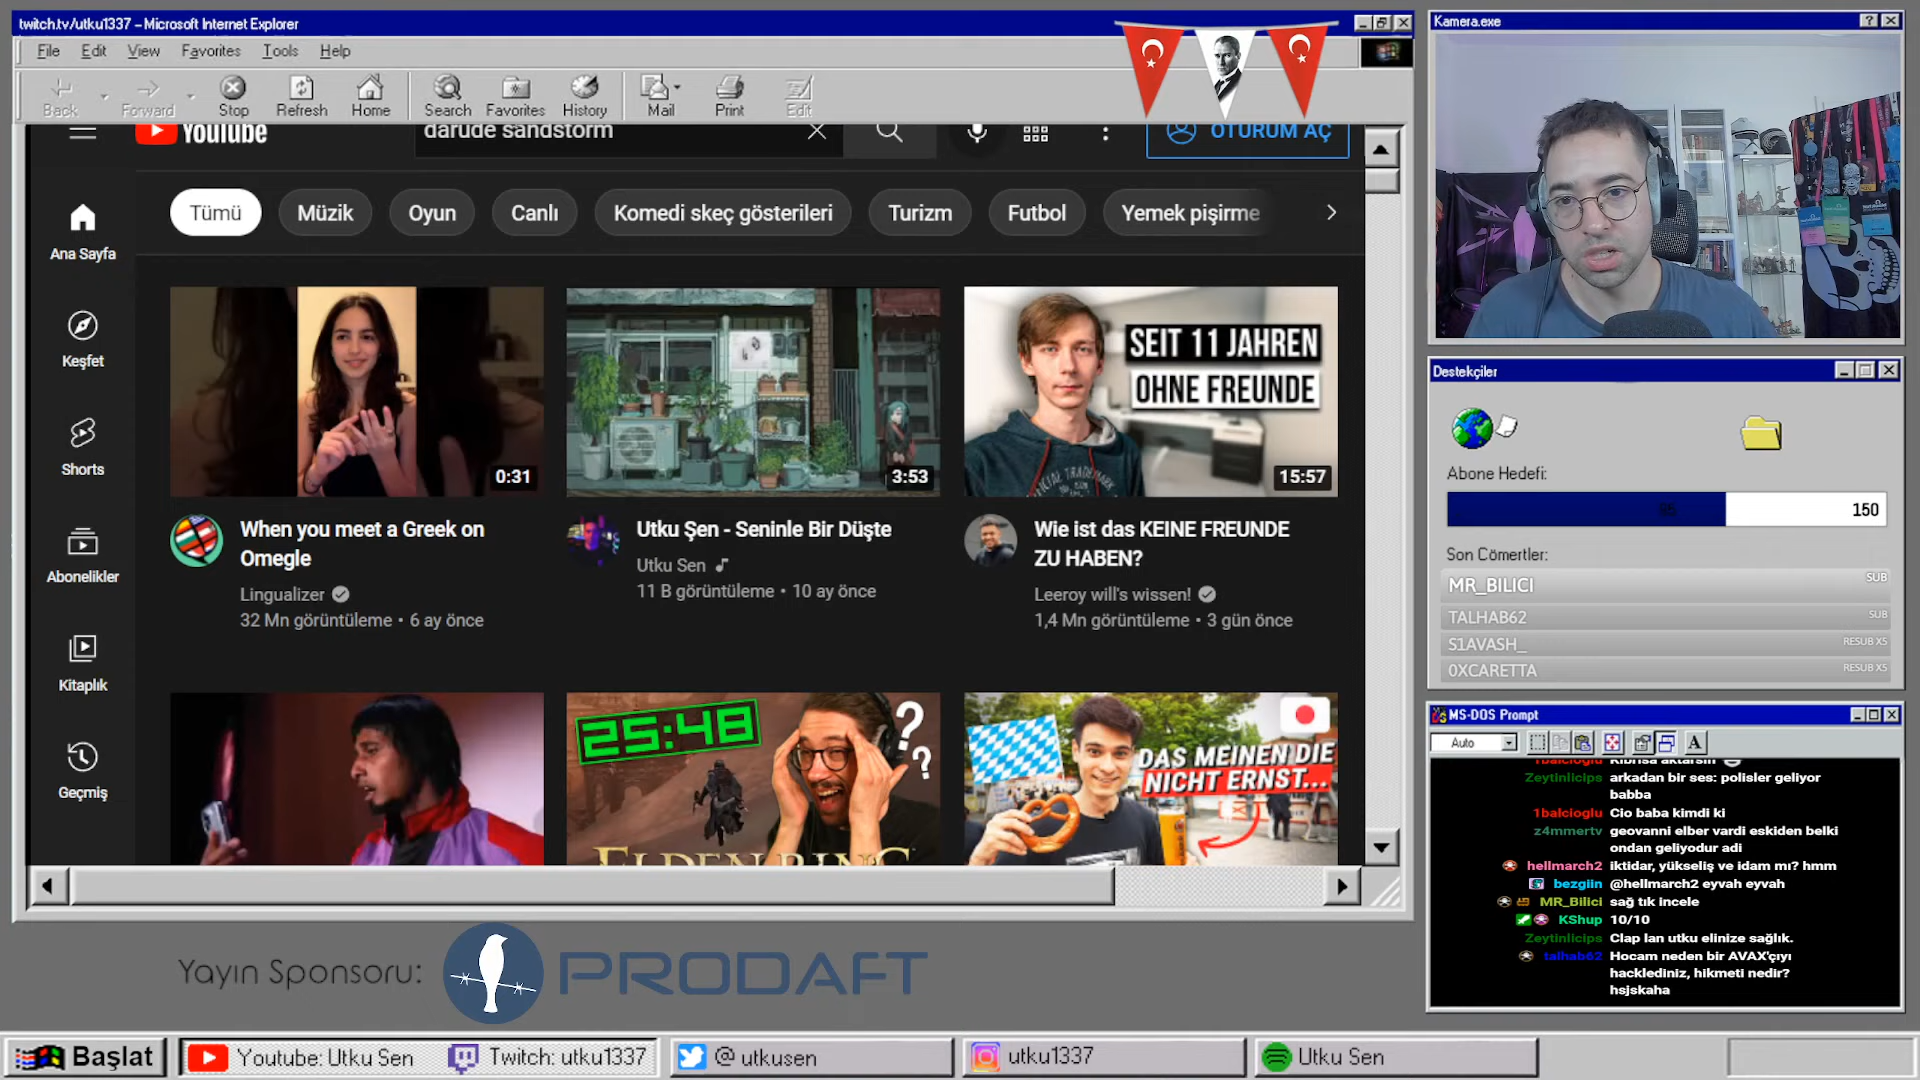 twitch.tv/utku1337 – Microsoft Internet Explorer
File Edit View Favorites Tools Help
Back Forward Stop Refresh Home Search Favorites History Mail Print Edit
YouTube
darude sandstorm
OTURUM AÇ
Tümü Müzik Oyun Canlı Komedi skeç gösterileri Turizm Futbol Yemek pişirme
Ana Sayfa
Keşfet
Shorts
Abonelikler
Kitaplık
Geçmiş
0:31
When you meet a Greek on
Omegle
Lingualizer
32 Mn görüntüleme • 6 ay önce
3:53
Utku Şen - Seninle Bir Düşte
Utku Sen
11 B görüntüleme • 10 ay önce
SEIT 11 JAHREN
OHNE FREUNDE
15:57
Wie ist das KEINE FREUNDE
ZU HABEN?
Leeroy will's wissen!
1,4 Mn görüntüleme • 3 gün önce
25:48
? ?
ELDEN RING
DAS MEINEN DIE
NICHT ERNST...
Yayın Sponsoru:
PRODAFT
Kamera.exe
Destekçiler
Abone Hedefi:
150
Son Cömertler:
MR_BILICI SUB
TALHAB62 SUB
S1AVASH_ RESUB X5
0XCARETTA RESUB X5
MS-DOS Prompt
Auto
A
1balcioglu Kıbrısa aktarsın
Zeytinlicips arkadan bir ses: polisler geliyor
babba
1balcioglu Cio baba kimdi ki
z4mmertv geovanni elber vardi eskiden belki
ondan geliyodur adi
hellmarch2 iktidar, yükseliş ve idam mı? hmm
bezgiin @hellmarch2 eyvah eyvah
MR_Bilici sağ tık incele
KShup 10/10
Zeytinlicips Clap lan utku elinize sağlık.
talhab62 Hocam neden bir AVAX'çıyı
hacklediniz, hikmeti nedir?
hsjskaha
Başlat
Youtube: Utku Sen
Twitch: utku1337
@utkusen
utku1337
Utku Sen